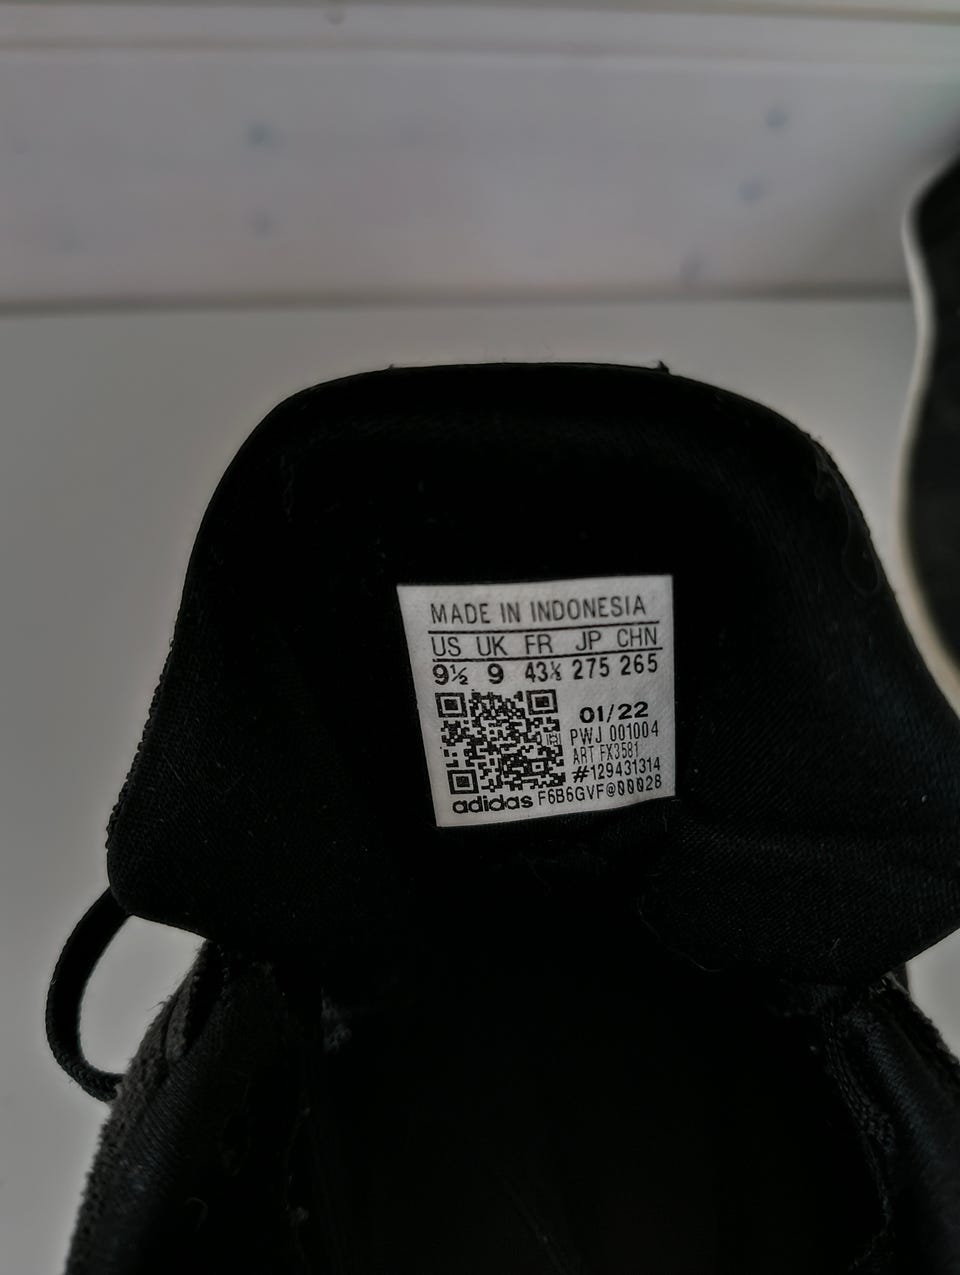 MADE IN INDONESIA
US UK FR JP CHN
9½ 9 43⅓ 275 265
01/22
PWJ 001004
ART FX3581
#129431314
adidas F6B6GVF@00028